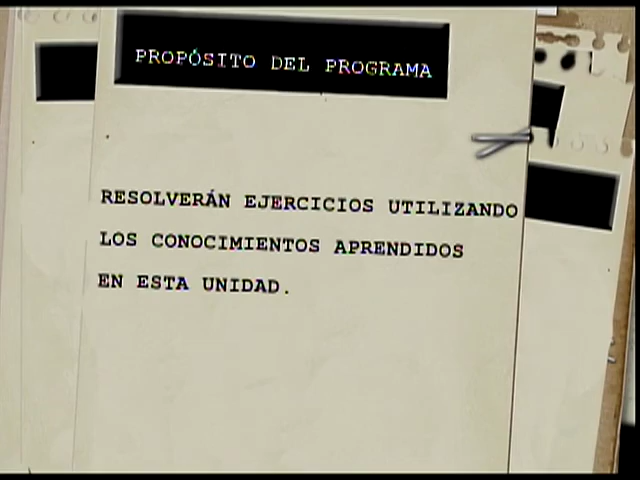 PROPÓSITO DEL PROGRAMA
RESOLVERÁN EJERCICIOS UTILIZANDO
LOS CONOCIMIENTOS APRENDIDOS
EN ESTA UNIDAD.